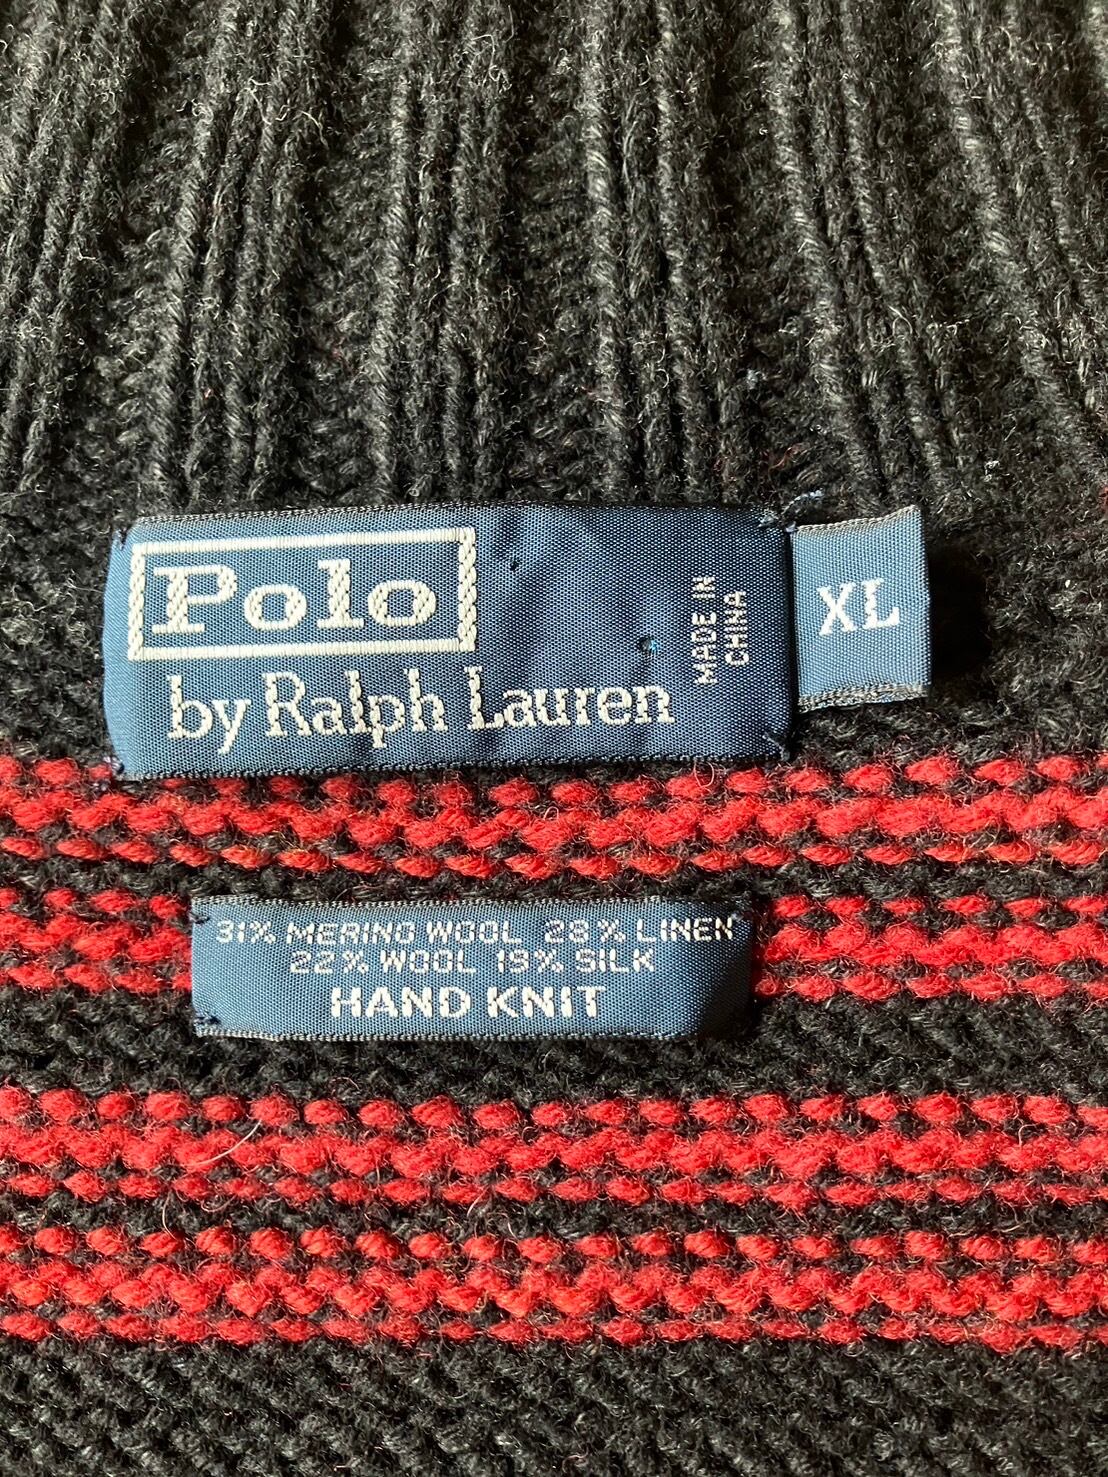 Polo
by Ralph Lauren
MADE IN
CHINA
XL
31% MERINO WOOL 28% LINEN
22% WOOL 19% SILK
HAND KNIT